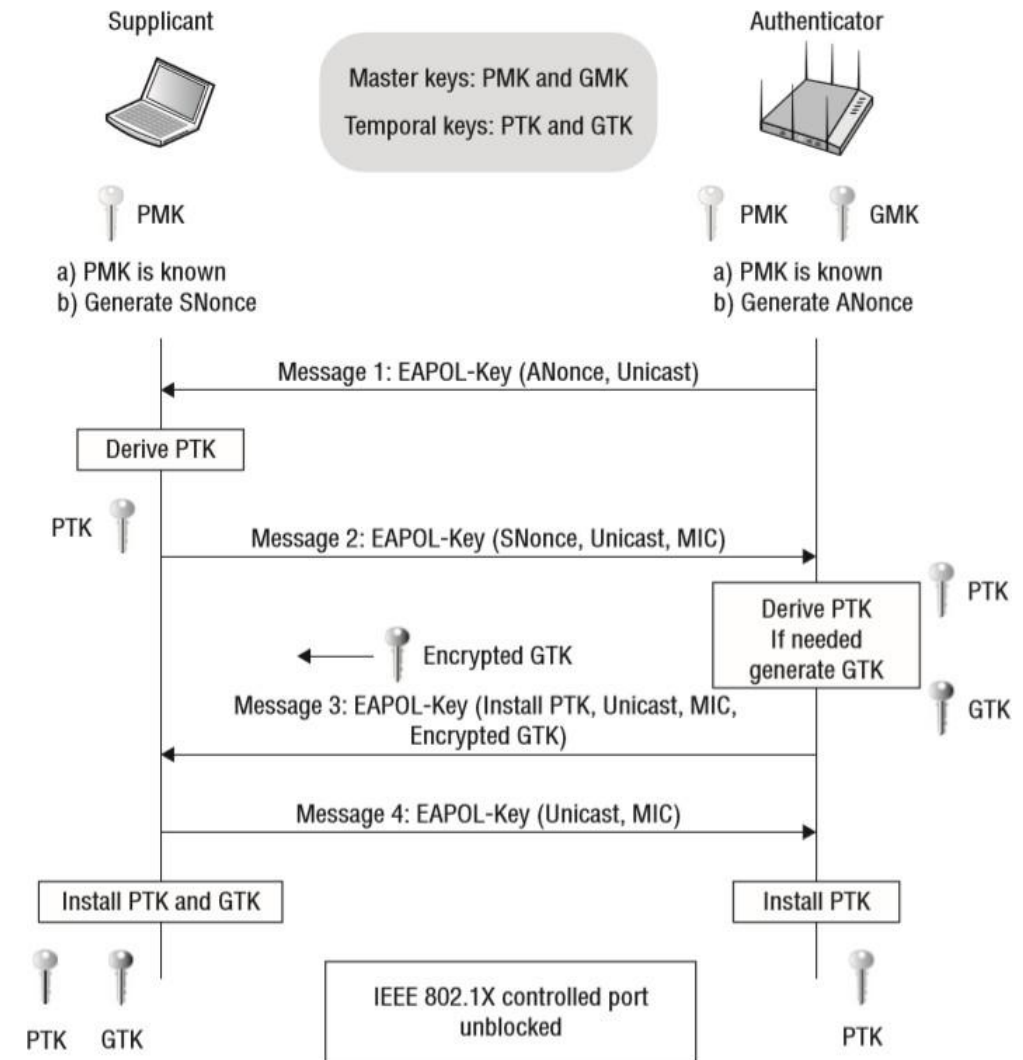 Supplicant
Authenticator
Master keys: PMK and GMK
Temporal keys: PTK and GTK
PMK
PMK
GMK
a) PMK is known
b) Generate SNonce
a) PMK is known
b) Generate ANonce
Message 1: EAPOL-Key (ANonce, Unicast)
Derive PTK
PTK
Message 2: EAPOL-Key (SNonce, Unicast, MIC)
Derive PTK
If needed
generate GTK
PTK
Encrypted GTK
GTK
Message 3: EAPOL-Key (Install PTK, Unicast, MIC,
Encrypted GTK)
Message 4: EAPOL-Key (Unicast, MIC)
Install PTK and GTK
Install PTK
PTK
GTK
IEEE 802.1X controlled port
unblocked
PTK